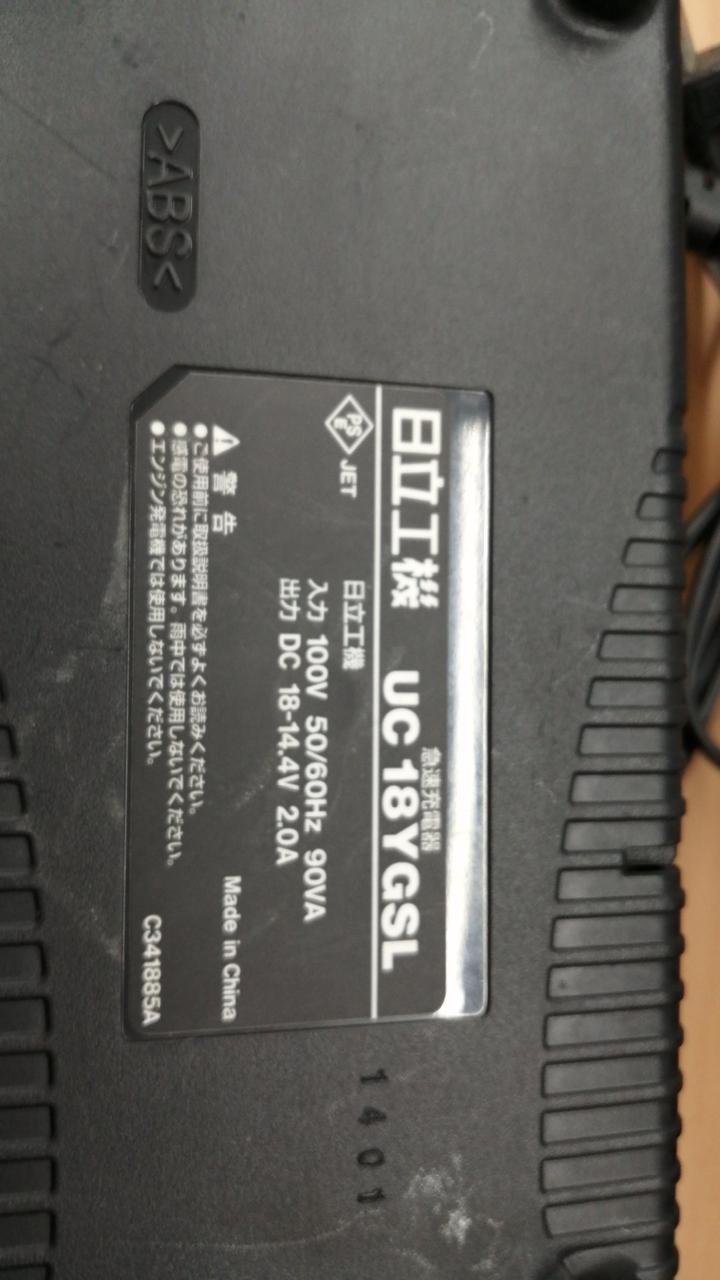 >ABS<
日立工機
急速充電器
UC18YGSL
PSE
JET
日立工機
入力 100V 50/60Hz 90VA
出力 DC 18-14.4V 2.0A
警告
●ご使用前に取扱説明書を必ずよくお読みください。
●感電の恐れがあります。雨中では使用しないでください。
●エンジン発電機では使用しないでください。
Made in China
C341885A
1401